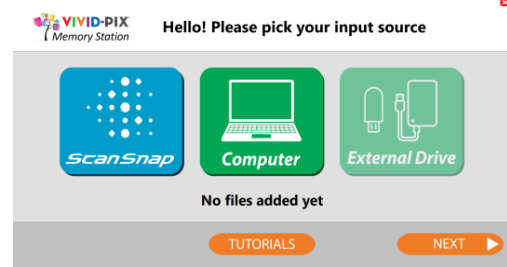 VIVID-PIX
Memory Station
Hello! Please pick your input source
ScanSnap
Computer
External Drive
No files added yet
TUTORIALS
NEXT